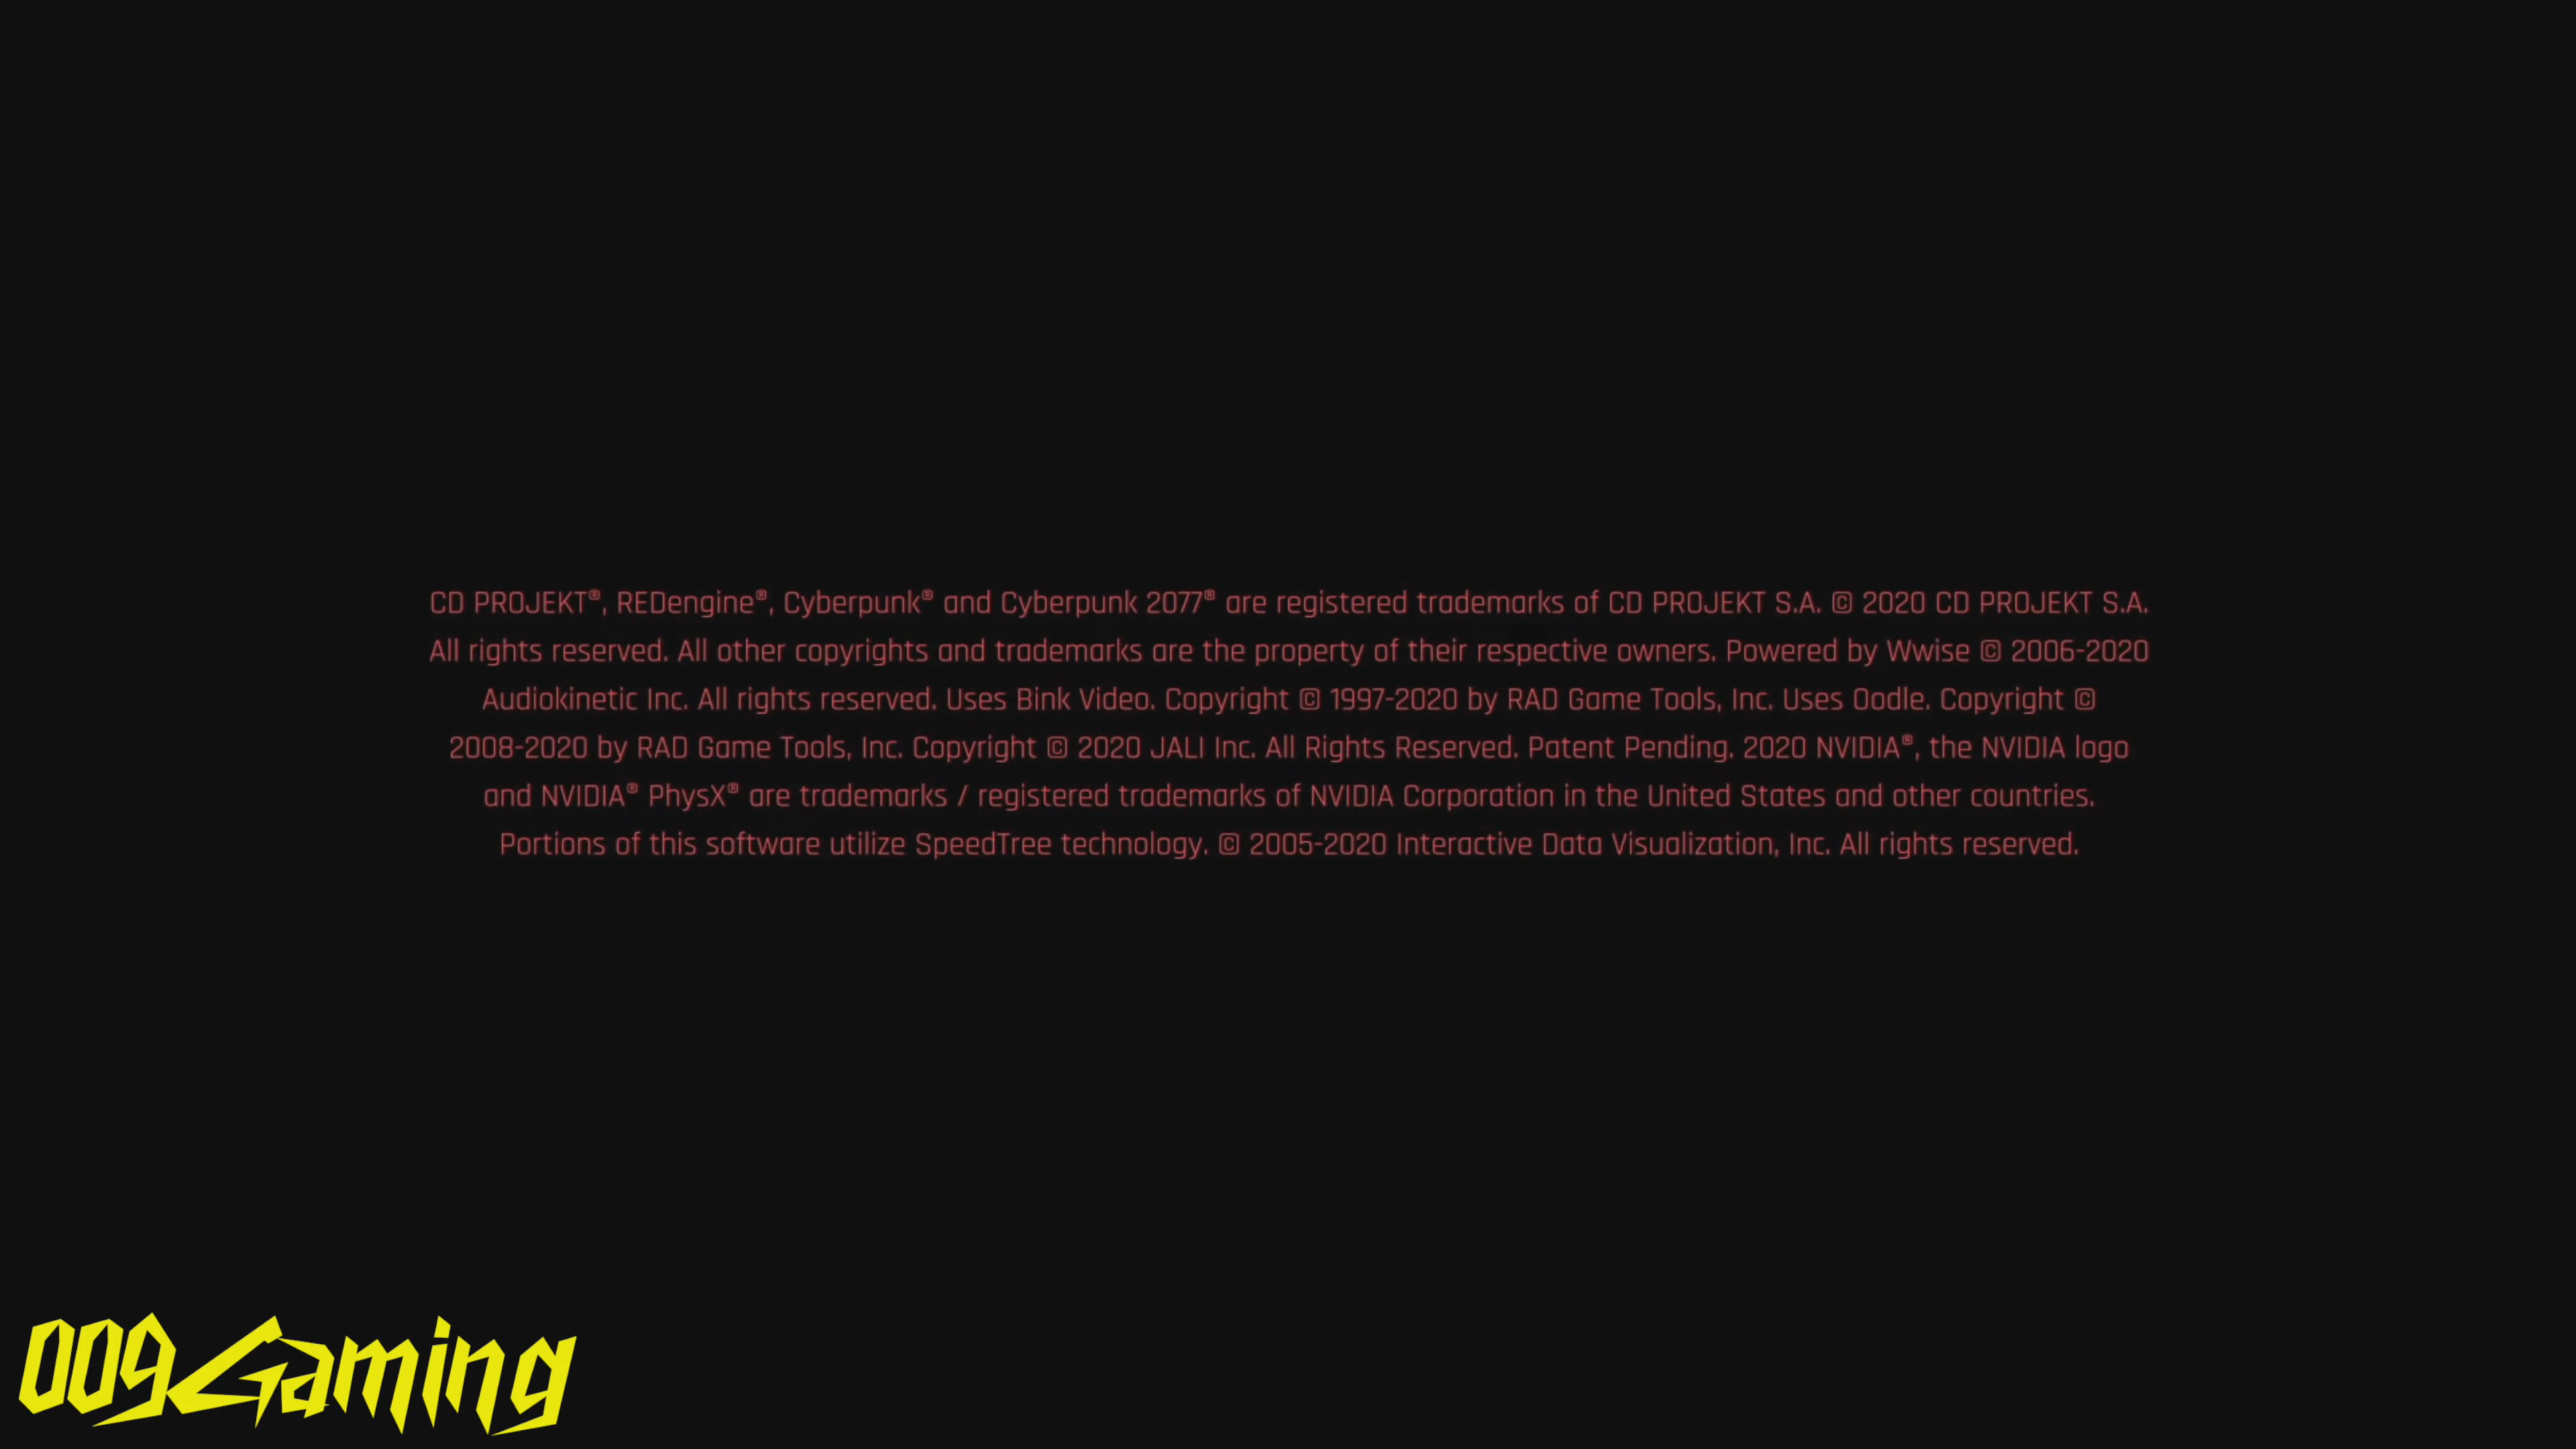 CD PROJEKT®, REDengine®, Cyberpunk® and Cyberpunk 2077® are registered trademarks of CD PROJEKT S.A. © 2020 CD PROJEKT S.A.
All rights reserved. All other copyrights and trademarks are the property of their respective owners. Powered by Wwise © 2006-2020
Audiokinetic Inc. All rights reserved. Uses Bink Video. Copyright © 1997-2020 by RAD Game Tools, Inc. Uses Oodle. Copyright ©
2008-2020 by RAD Game Tools, Inc. Copyright © 2020 JALI Inc. All Rights Reserved. Patent Pending. 2020 NVIDIA®, the NVIDIA logo
and NVIDIA® PhysX® are trademarks / registered trademarks of NVIDIA Corporation in the United States and other countries.
Portions of this software utilize SpeedTree technology. © 2005-2020 Interactive Data Visualization, Inc. All rights reserved.
009Gaming